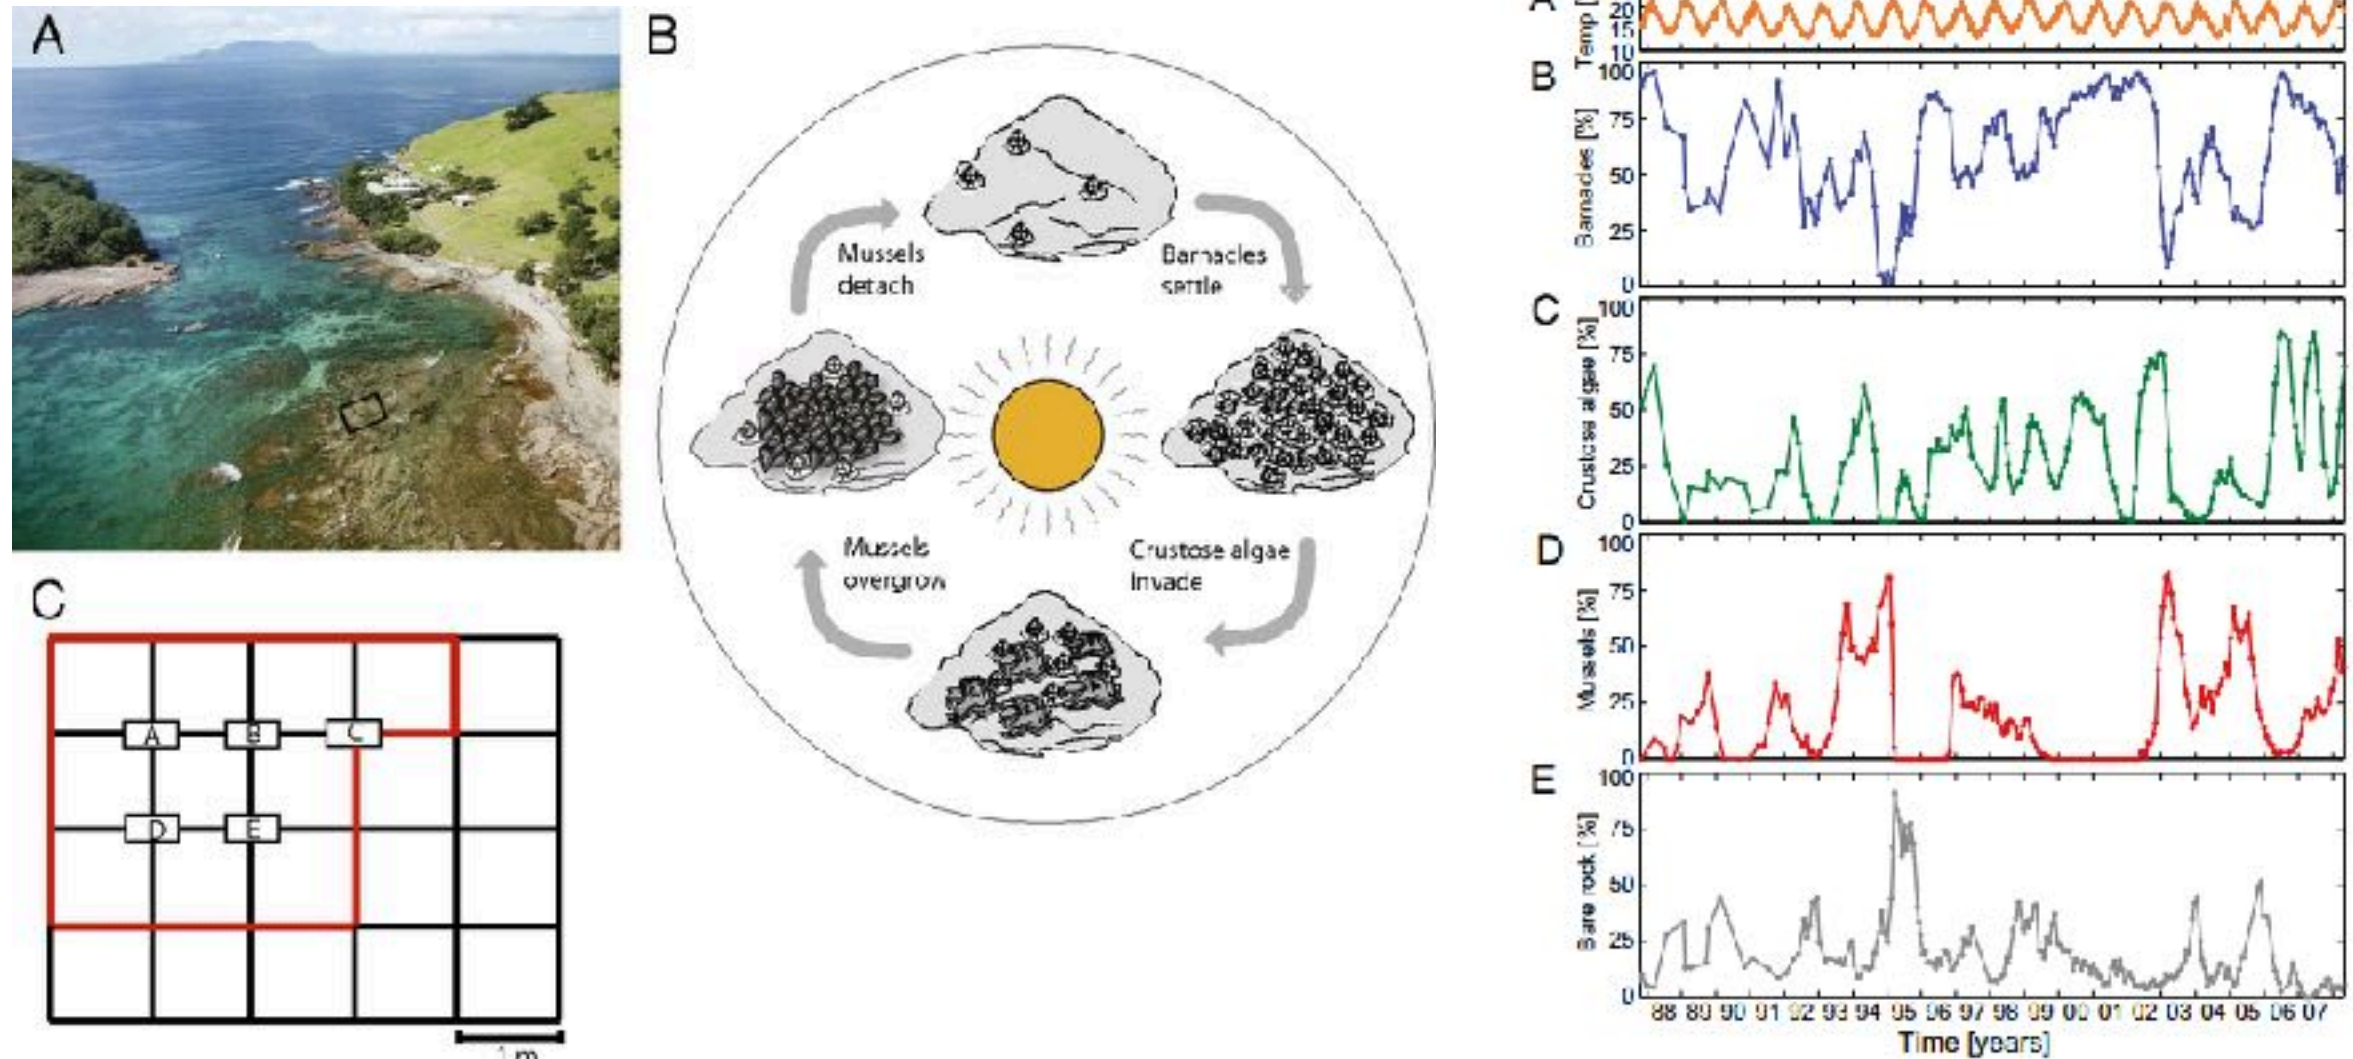 A
B
Mussels
detach
Barnacles
settle
Mussels
overgrow
Crustose algae
invade
C
A
B
C
D
E
1 m
Temp [
20
15
10
B
Barnacles [%]
100
75
50
25
0
C
Crustose algae [%]
100
75
50
25
0
D
Mussels [%]
100
75
50
25
0
E
Bare rock [%]
100
75
50
25
0
88 89 90 91 92 93 94 95 96 97 98 99 00 01 02 03 04 05 06 07
Time [years]